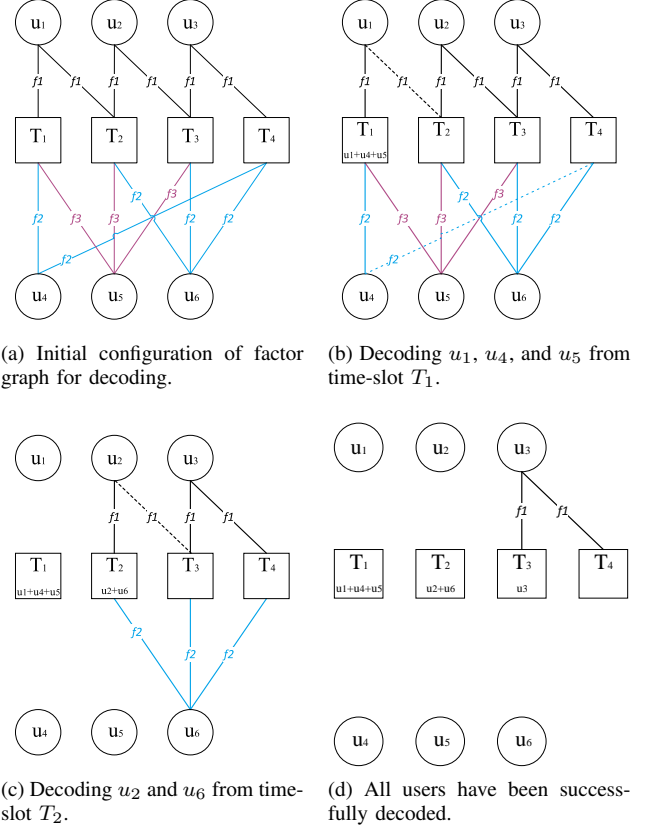 u1 u2 u3
f1 f1 f1 f1 f1 f1
T1 T2 T3 T4
f2 f3 f3 f2 f3 f2 f2
f2
u4 u5 u6
(a) Initial configuration of factor
graph for decoding.
u1 u2 u3
f1 f1 f1 f1 f1 f1
T1 T2 T3 T4
u1+u4+u5
f2 f3 f3 f2 f3 f2 f2
f2
u4 u5 u6
(b) Decoding u1, u4, and u5 from
time-slot T1.
u1 u2 u3
f1 f1 f1 f1
T1 T2 T3 T4
u1+u4+u5 u2+u6
f2 f2 f2
u4 u5 u6
(c) Decoding u2 and u6 from time-
slot T2.
u1 u2 u3
f1 f1
T1 T2 T3 T4
u1+u4+u5 u2+u6 u3
u4 u5 u6
(d) All users have been success-
fully decoded.